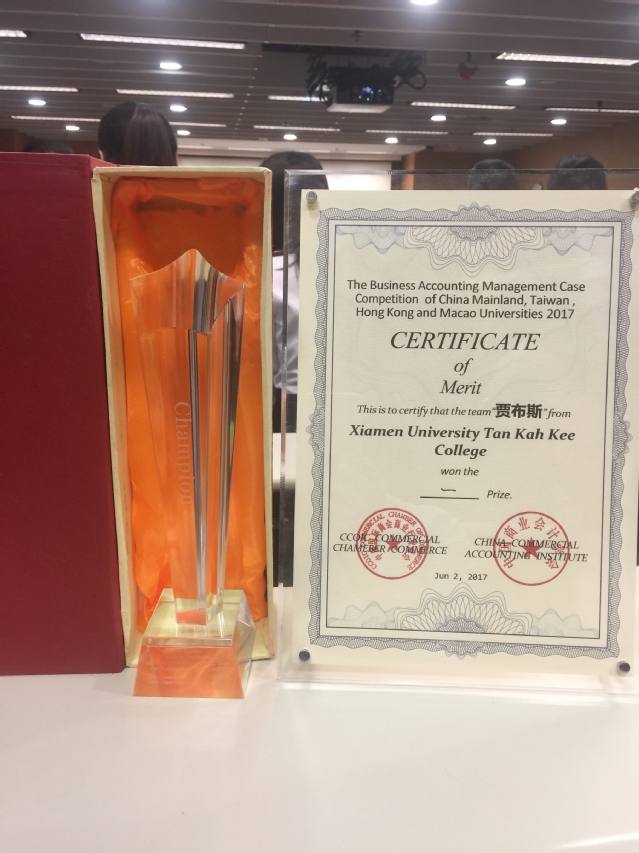 Champion
The Business Accounting Management Case
Competition of China Mainland, Taiwan ,
Hong Kong and Macao Universities 2017
CERTIFICATE
of
Merit
This is to certify that the team "贾布斯" from
Xiamen University Tan Kah Kee
College
won the
一 Prize.
CCOIC COMMERCIAL
CHAMEBER COMMERCE
CHINA COMMERCIAL
ACCOUNTING INSTITUTE
Jun 2, 2017